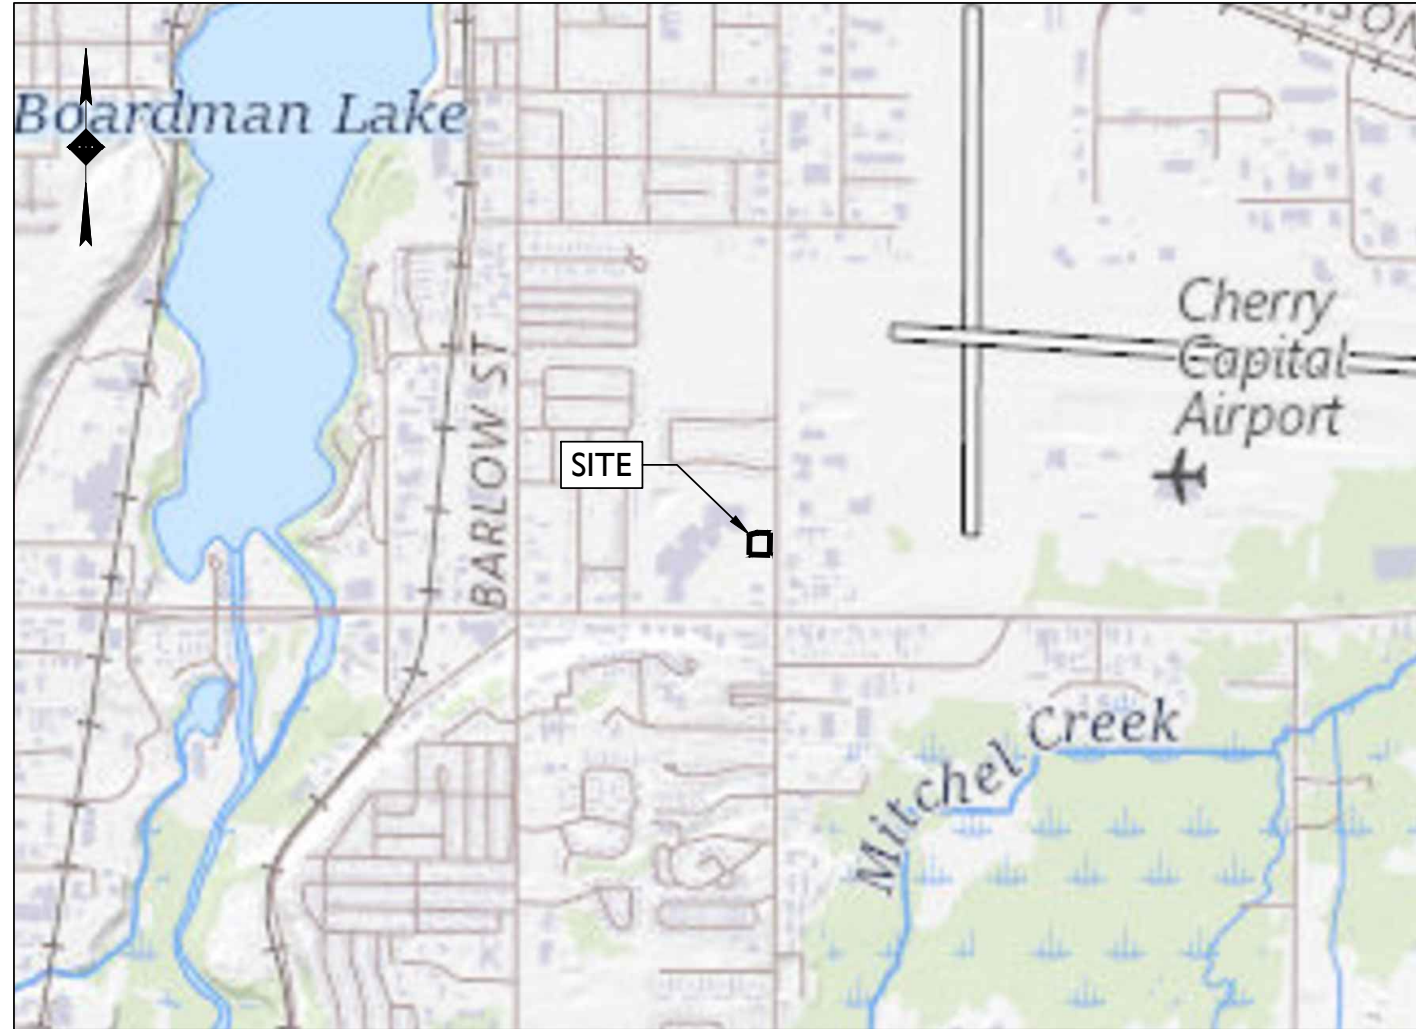 Boardman Lake
Cherry
Capital
Airport
BARLOW ST
SITE
Mitchel Creek